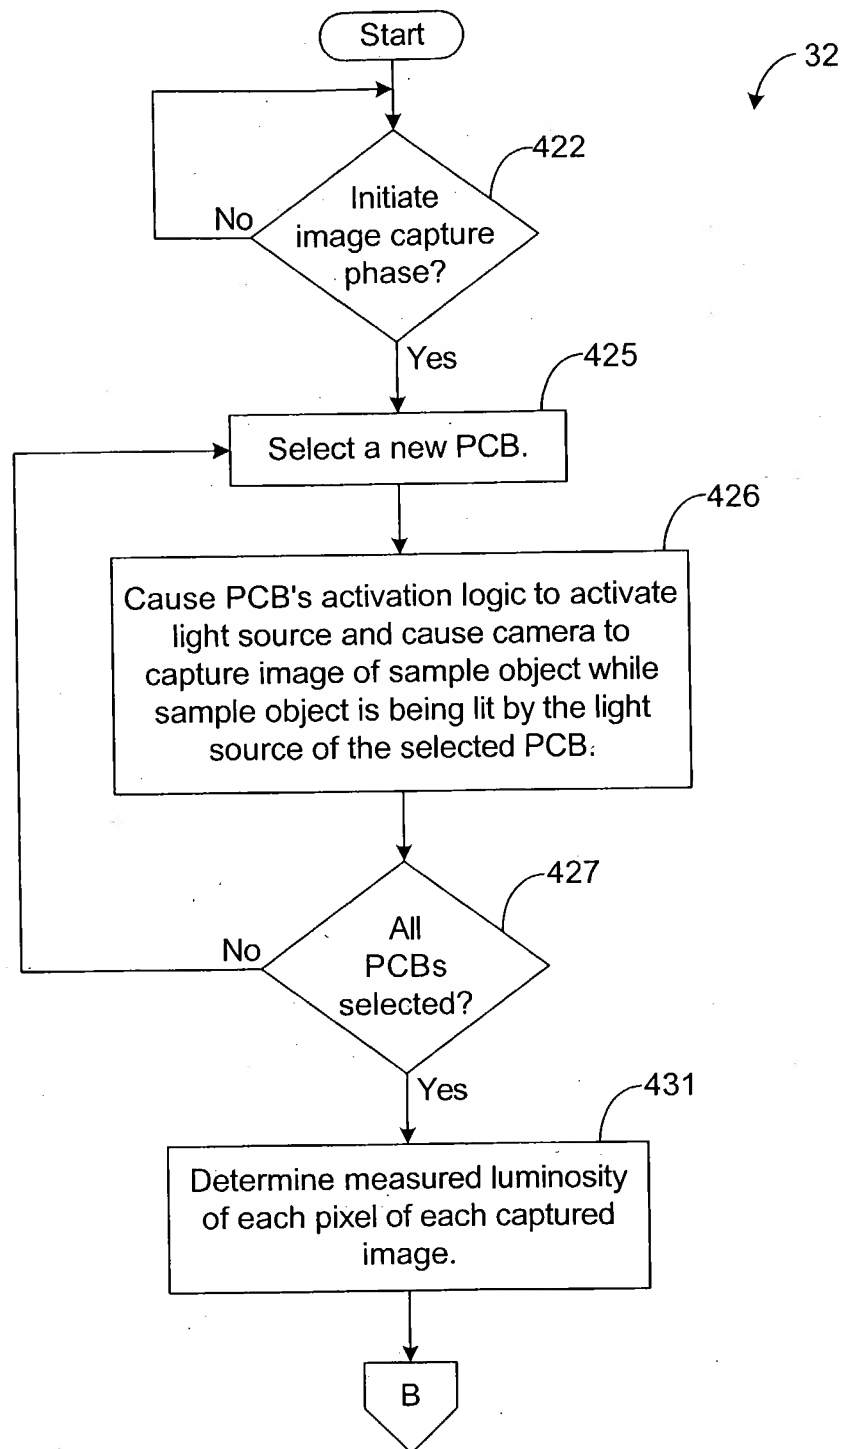 Start
32
422
Initiate
image capture
phase?
No
Yes
425
Select a new PCB.
426
Cause PCB's activation logic to activate
light source and cause camera to
capture image of sample object while
sample object is being lit by the light
source of the selected PCB.
427
All
PCBs
selected?
No
Yes
431
Determine measured luminosity
of each pixel of each captured
image.
B